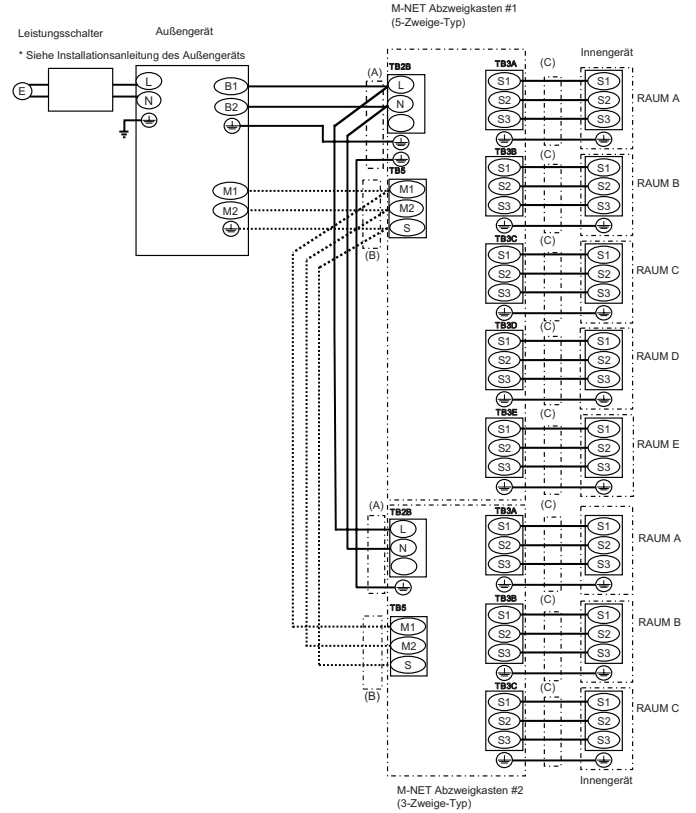 M-NET Abzweigkasten #1
(5-Zweige-Typ)
Leistungsschalter
Außengerät
* Siehe Installationsanleitung des Außengeräts
Innengerät
E
L
N
B1
B2
M1
M2
(A)
TB2B
L
N
TB5
M1
M2
S
(B)
TB3A
(C)
S1
S2
S3
S1
S2
S3
RAUM A
TB3B
(C)
S1
S2
S3
S1
S2
S3
RAUM B
TB3C
(C)
S1
S2
S3
S1
S2
S3
RAUM C
TB3D
(C)
S1
S2
S3
S1
S2
S3
RAUM D
TB3E
(C)
S1
S2
S3
S1
S2
S3
RAUM E
(A)
TB2B
L
N
TB5
M1
M2
S
(B)
TB3A
(C)
S1
S2
S3
S1
S2
S3
RAUM A
TB3B
(C)
S1
S2
S3
S1
S2
S3
RAUM B
TB3C
(C)
S1
S2
S3
S1
S2
S3
RAUM C
Innengerät
M-NET Abzweigkasten #2
(3-Zweige-Typ)